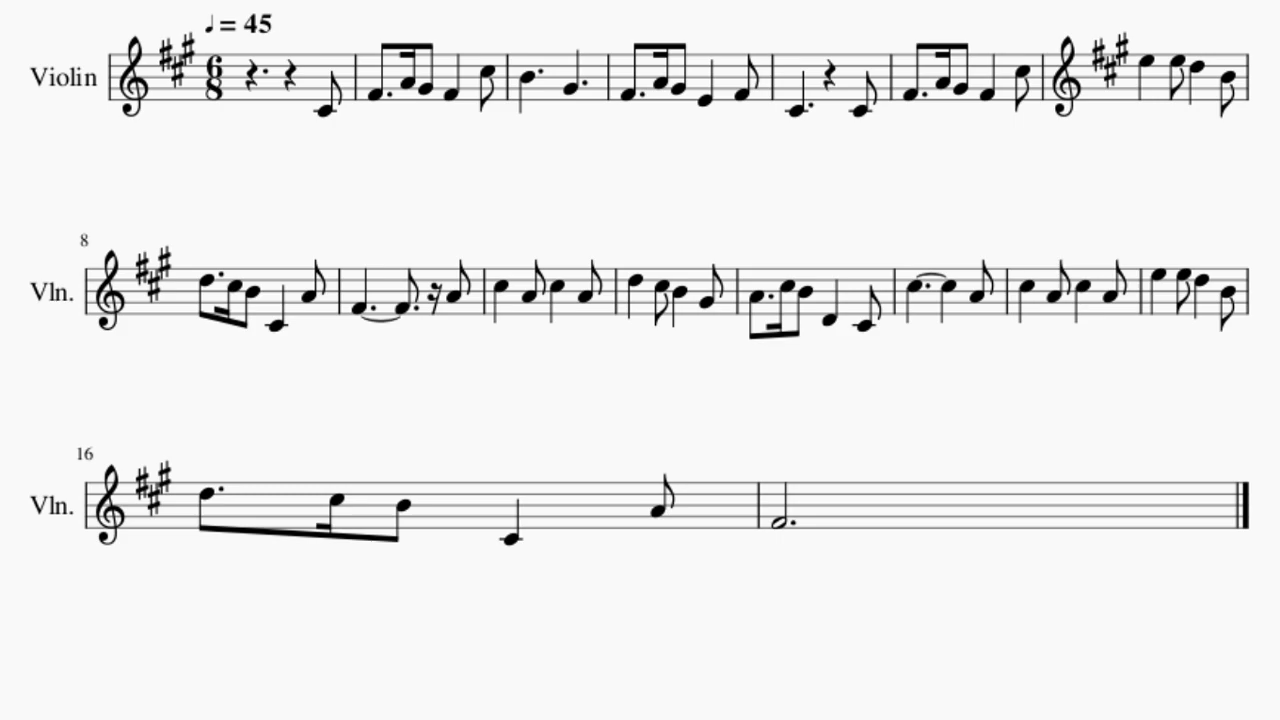 ♩ = 45
Violin
6
8
8
Vln.
16
Vln.